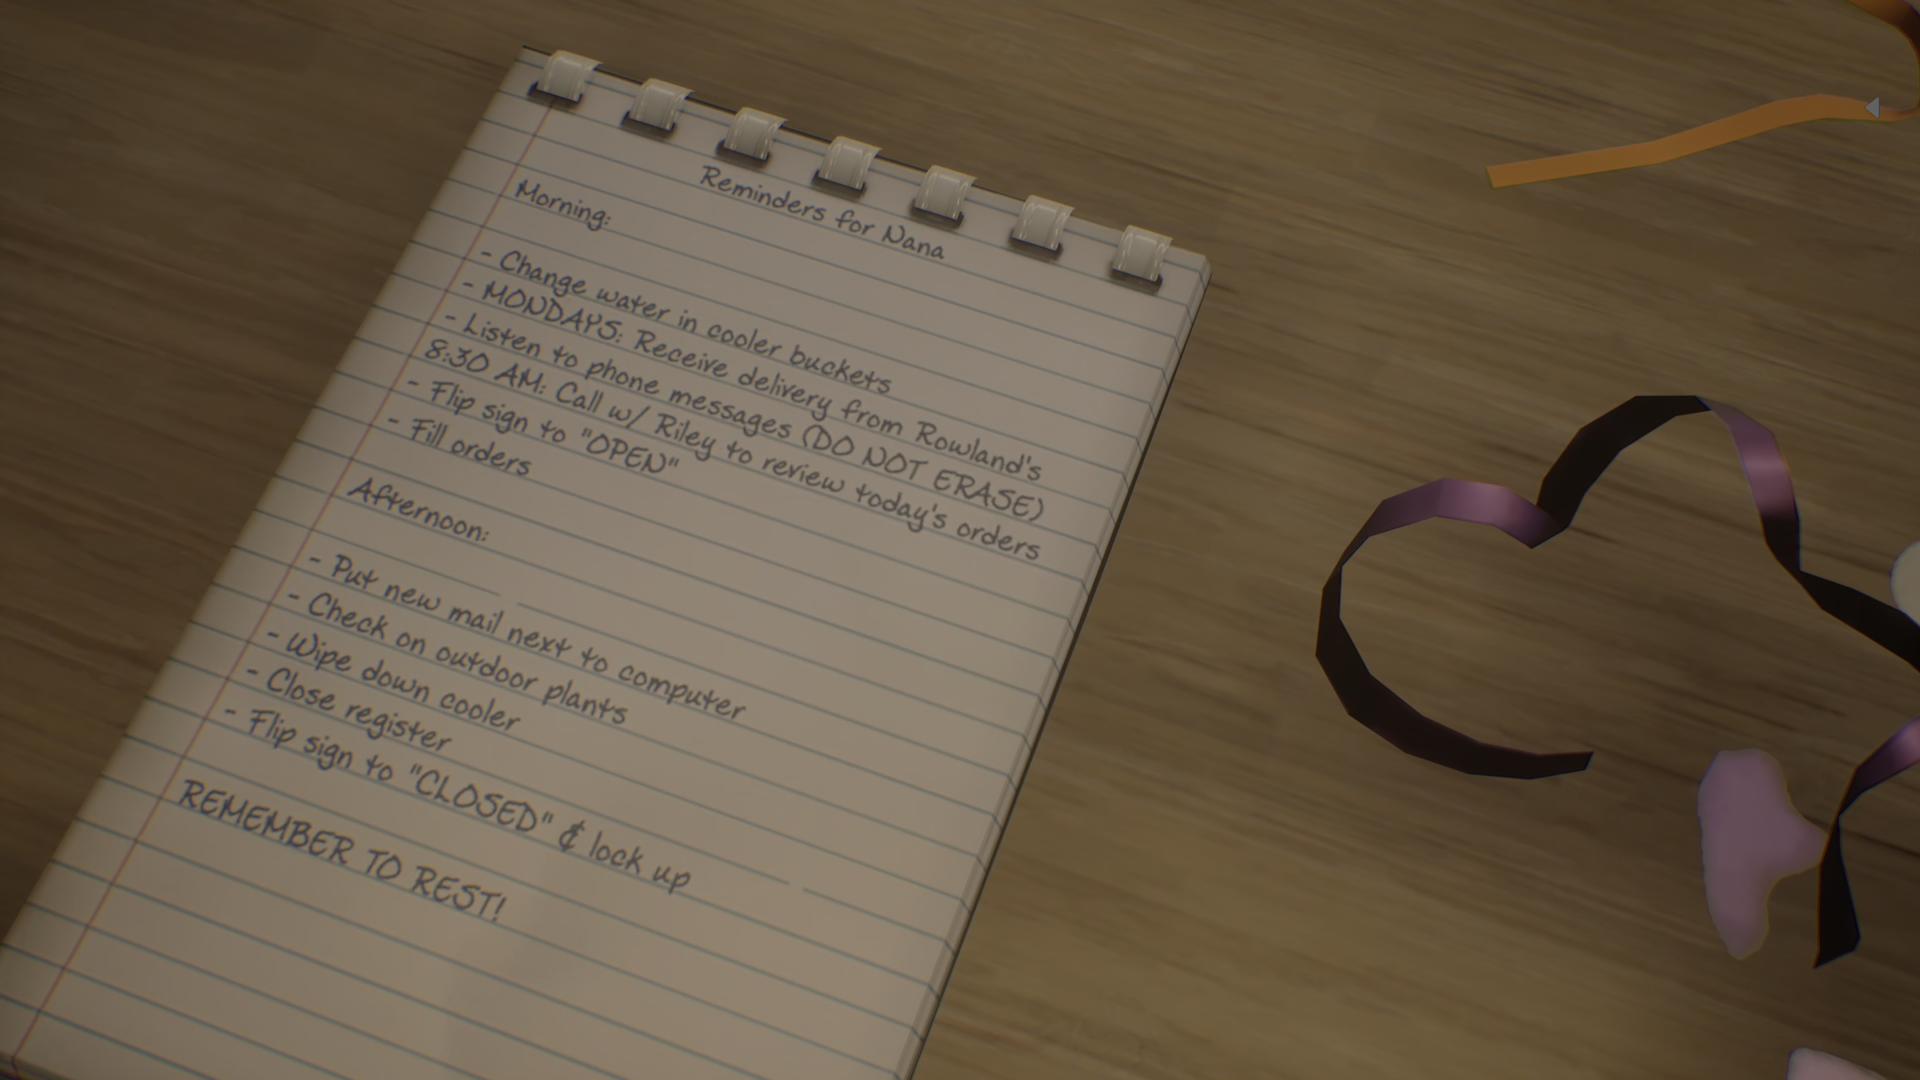 Reminders for Nana
Morning:
- Change water in cooler buckets
- MONDAYS: Receive delivery from Rowland's
- Listen to phone messages (DO NOT ERASE)
8:30 AM: Call w/ Riley to review today's orders
- Flip sign to "OPEN"
- Fill orders
Afternoon:
- Put new mail next to computer
- Check on outdoor plants
- Wipe down cooler
- Close register
- Flip sign to "CLOSED" & lock up
REMEMBER TO REST!